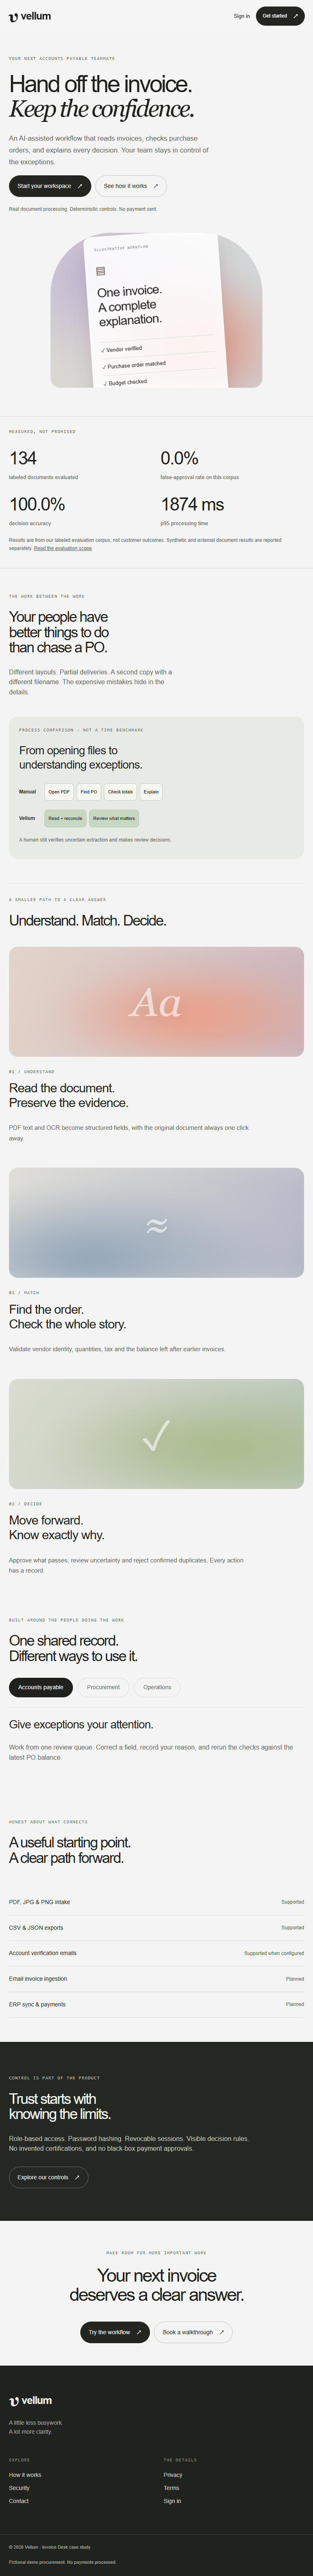 vellum
Sign in
Get started ↗
YOUR NEXT ACCOUNTS PAYABLE TEAMMATE
Hand off the invoice.
Keep the confidence.
An AI-assisted workflow that reads invoices, checks purchase
orders, and explains every decision. Your team stays in control of
the exceptions.
Start your workspace ↗
See how it works ↗
Real document processing. Deterministic controls. No payment sent.
ILLUSTRATIVE WORKFLOW
One invoice.
A complete
explanation.
✓ Vendor verified
✓ Purchase order matched
✓ Budget checked
MEASURED, NOT PROMISED
134
labeled documents evaluated
0.0%
false-approval rate on this corpus
100.0%
decision accuracy
1874 ms
p95 processing time
Results are from our labeled evaluation corpus, not customer outcomes. Synthetic and external document results are reported
separately. Read the evaluation scope.
THE WORK BETWEEN THE WORK
Your people have
better things to do
than chase a PO.
Different layouts. Partial deliveries. A second copy with a
different filename. The expensive mistakes hide in the
details.
PROCESS COMPARISON · NOT A TIME BENCHMARK
From opening files to
understanding exceptions.
Manual
Open PDF
Find PO
Check totals
Explain
Vellum
Read + reconcile
Review what matters
A human still verifies uncertain extraction and makes review decisions.
A SMALLER PATH TO A CLEAR ANSWER
Understand. Match. Decide.
Aa
01 / UNDERSTAND
Read the document.
Preserve the evidence.
PDF text and OCR become structured fields, with the original document always one click
away.
≈
02 / MATCH
Find the order.
Check the whole story.
Validate vendor identity, quantities, tax and the balance left after earlier invoices.
✓
03 / DECIDE
Move forward.
Know exactly why.
Approve what passes, review uncertainty and reject confirmed duplicates. Every action
has a record.
BUILT AROUND THE PEOPLE DOING THE WORK
One shared record.
Different ways to use it.
Accounts payable
Procurement
Operations
Give exceptions your attention.
Work from one review queue. Correct a field, record your reason, and rerun the checks against the
latest PO balance.
HONEST ABOUT WHAT CONNECTS
A useful starting point.
A clear path forward.
PDF, JPG & PNG intake
Supported
CSV & JSON exports
Supported
Account verification emails
Supported when configured
Email invoice ingestion
Planned
ERP sync & payments
Planned
CONTROL IS PART OF THE PRODUCT
Trust starts with
knowing the limits.
Role-based access. Password hashing. Revocable sessions. Visible decision rules.
No invented certifications, and no black-box payment approvals.
Explore our controls ↗
MAKE ROOM FOR MORE IMPORTANT WORK
Your next invoice
deserves a clear answer.
Try the workflow ↗
Book a walkthrough ↗
vellum
A little less busywork.
A lot more clarity.
EXPLORE
How it works
Security
Contact
THE DETAILS
Privacy
Terms
Sign in
© 2026 Vellum · Invoice Desk case study
Fictional demo procurement. No payments processed.